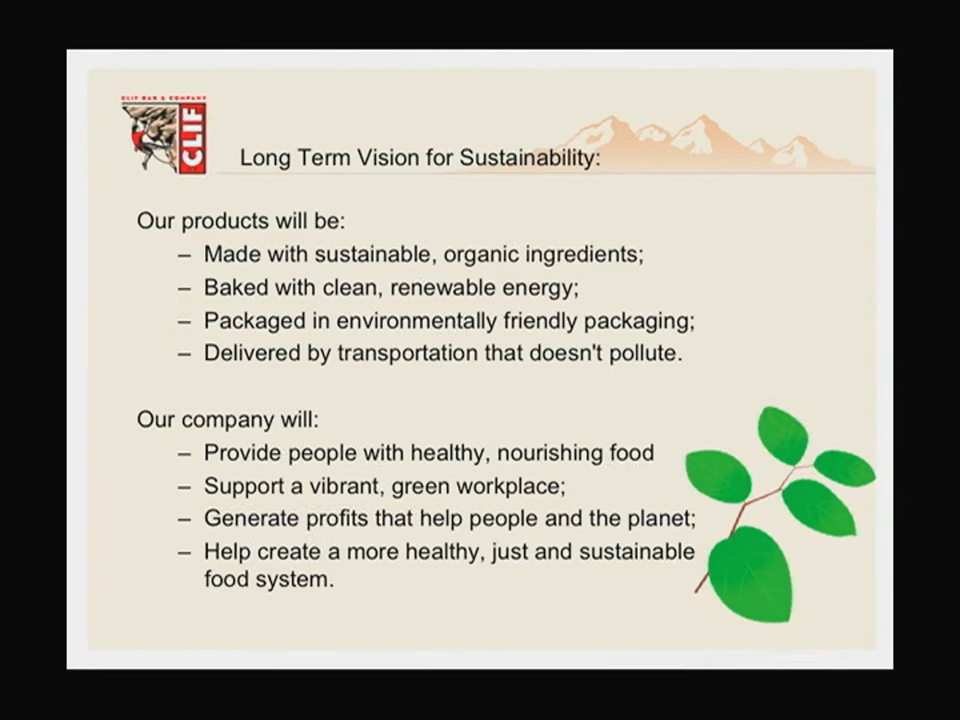 CLIF BAR & COMPANY
CLIF
Long Term Vision for Sustainability:
Our products will be:
– Made with sustainable, organic ingredients;
– Baked with clean, renewable energy;
– Packaged in environmentally friendly packaging;
– Delivered by transportation that doesn't pollute.
Our company will:
– Provide people with healthy, nourishing food
– Support a vibrant, green workplace;
– Generate profits that help people and the planet;
– Help create a more healthy, just and sustainable
food system.